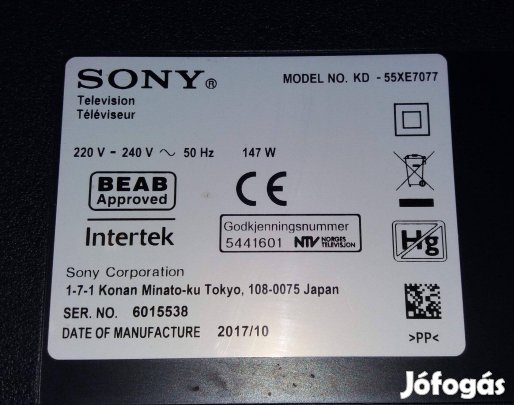 SONY®
MODEL NO. KD - 55XE7077
Television
Téléviseur
220 V - 240 V ~ 50 Hz 147 W
BEAB
Approved
CE
Intertek
Godkjenningsnummer
5441601 NTV NORGES TELEVISJON
Hg
Sony Corporation
1-7-1 Konan Minato-ku Tokyo, 108-0075 Japan
SER. NO. 6015538
DATE OF MANUFACTURE 2017/10
>PP<
Jófogás